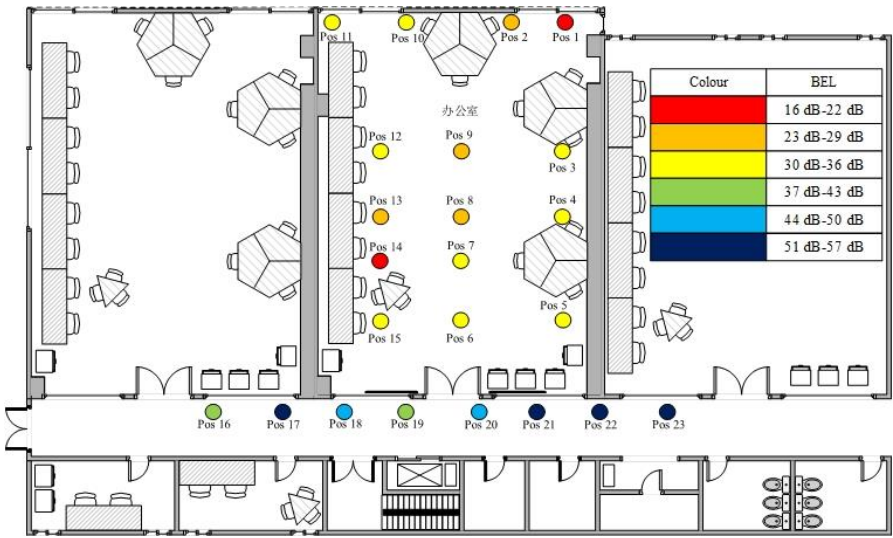 Pos 11
Pos 10
Pos 2
Pos 1
Colour BEL
16 dB-22 dB
23 dB-29 dB
30 dB-36 dB
37 dB-43 dB
44 dB-50 dB
51 dB-57 dB
办公室
Pos 12
Pos 9
Pos 3
Pos 13
Pos 8
Pos 4
Pos 14
Pos 7
Pos 5
Pos 15
Pos 6
Pos 16
Pos 17
Pos 18
Pos 19
Pos 20
Pos 21
Pos 22
Pos 23